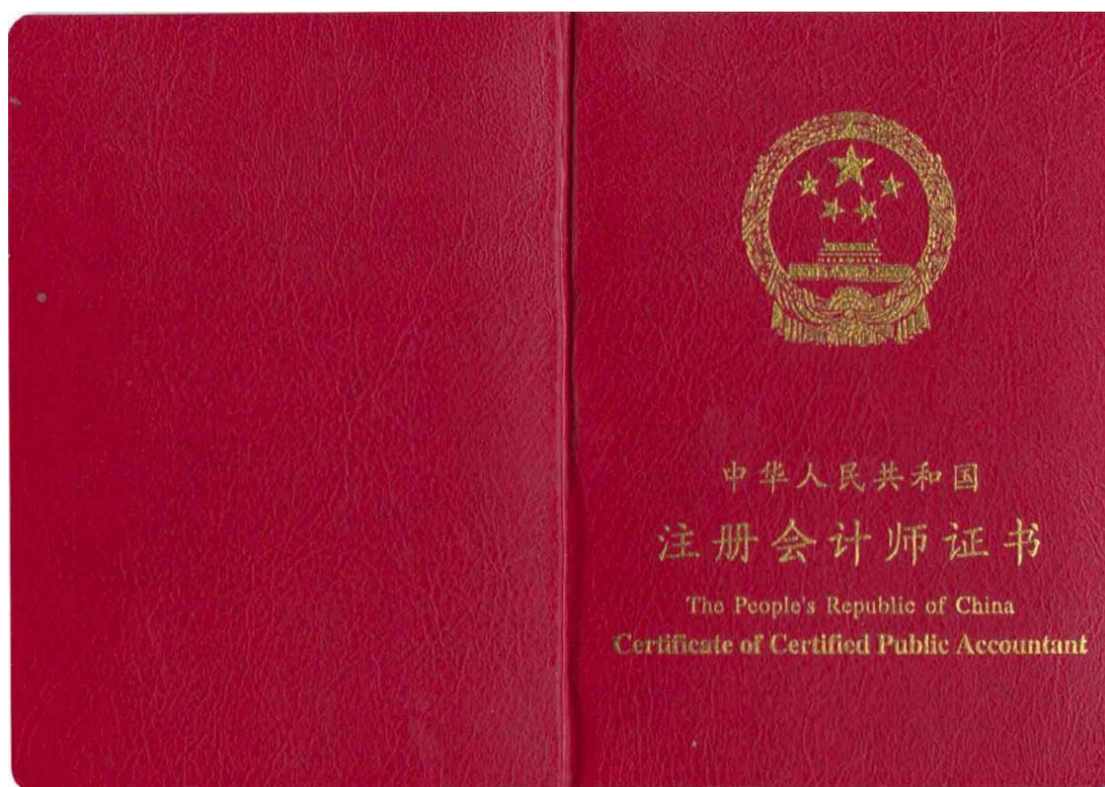 中华人民共和国
注册会计师证书
The People's Republic of China
Certificate of Certified Public Accountant